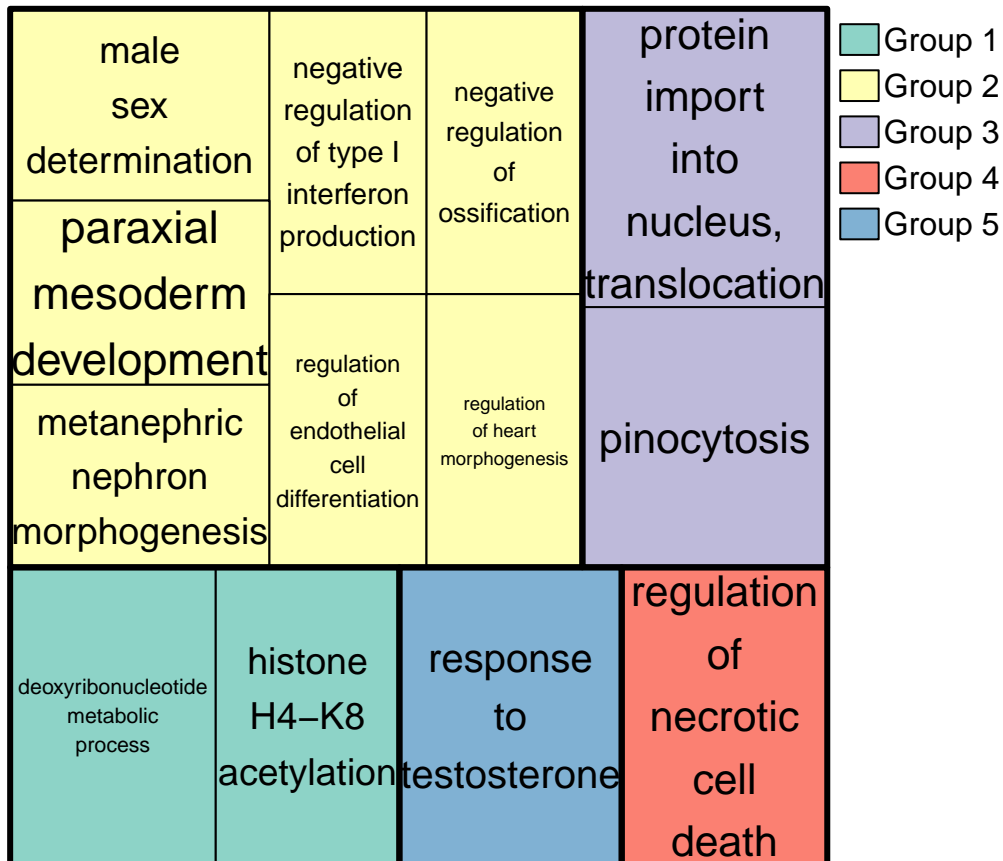 male
sex
determination
paraxial
mesoderm
development
metanephric
nephron
morphogenesis
negative
regulation
of type I
interferon
production
negative
regulation
of
ossification
regulation
of
endothelial
cell
differentiation
regulation
of heart
morphogenesis
protein
import
into
nucleus,
translocation
pinocytosis
deoxyribonucleotide
metabolic
process
histone
H4−K8
acetylation
response
to
testosterone
regulation
of
necrotic
cell
death
Group 1
Group 2
Group 3
Group 4
Group 5